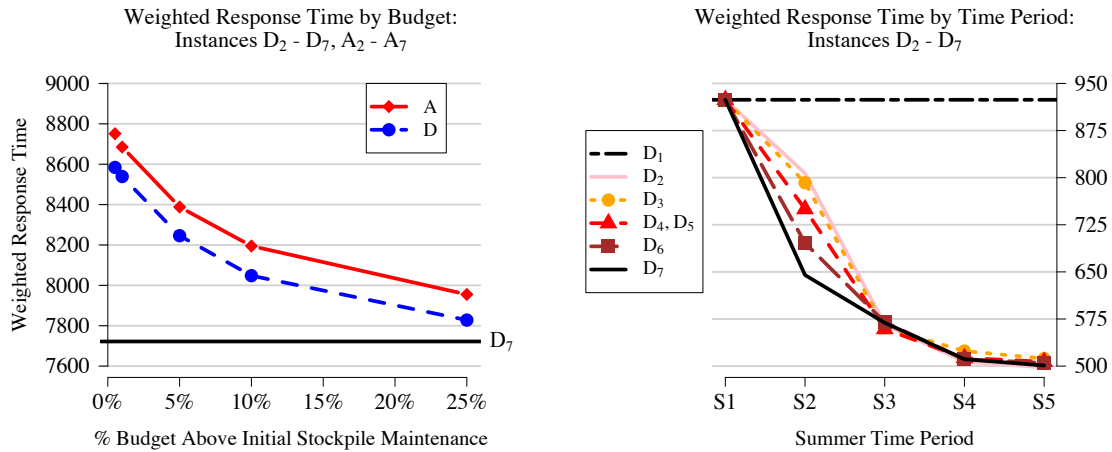 Weighted Response Time by Budget:
Instances D2 - D7, A2 - A7
Weighted Response Time
9000
8800
8600
8400
8200
8000
7800
7600
A
D
D7
0%
5%
10%
15%
20%
25%
% Budget Above Initial Stockpile Maintenance
Weighted Response Time by Time Period:
Instances D2 - D7
D1
D2
D3
D4, D5
D6
D7
950
875
800
725
650
575
500
S1
S2
S3
S4
S5
Summer Time Period